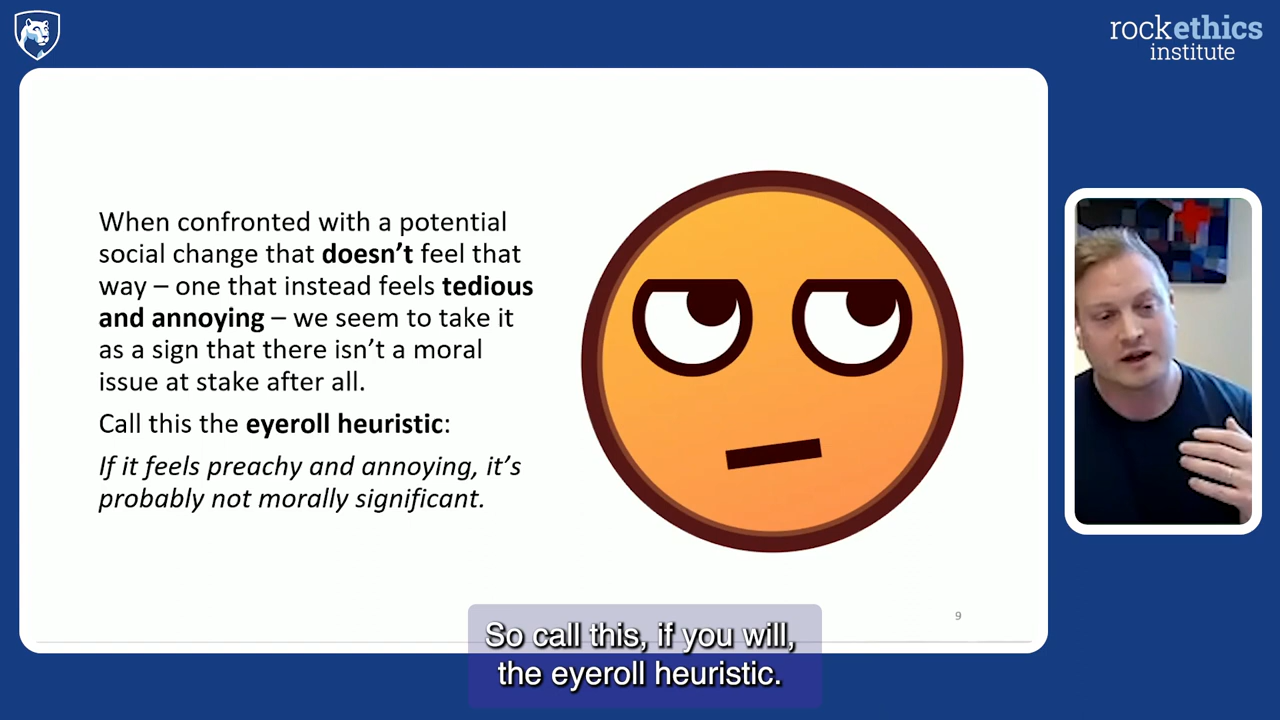 rockethics
institute
When confronted with a potential
social change that doesn’t feel that
way – one that instead feels tedious
and annoying – we seem to take it
as a sign that there isn’t a moral
issue at stake after all.
Call this the eyeroll heuristic:
If it feels preachy and annoying, it’s
probably not morally significant.
9
So call this, if you will,
the eyeroll heuristic.